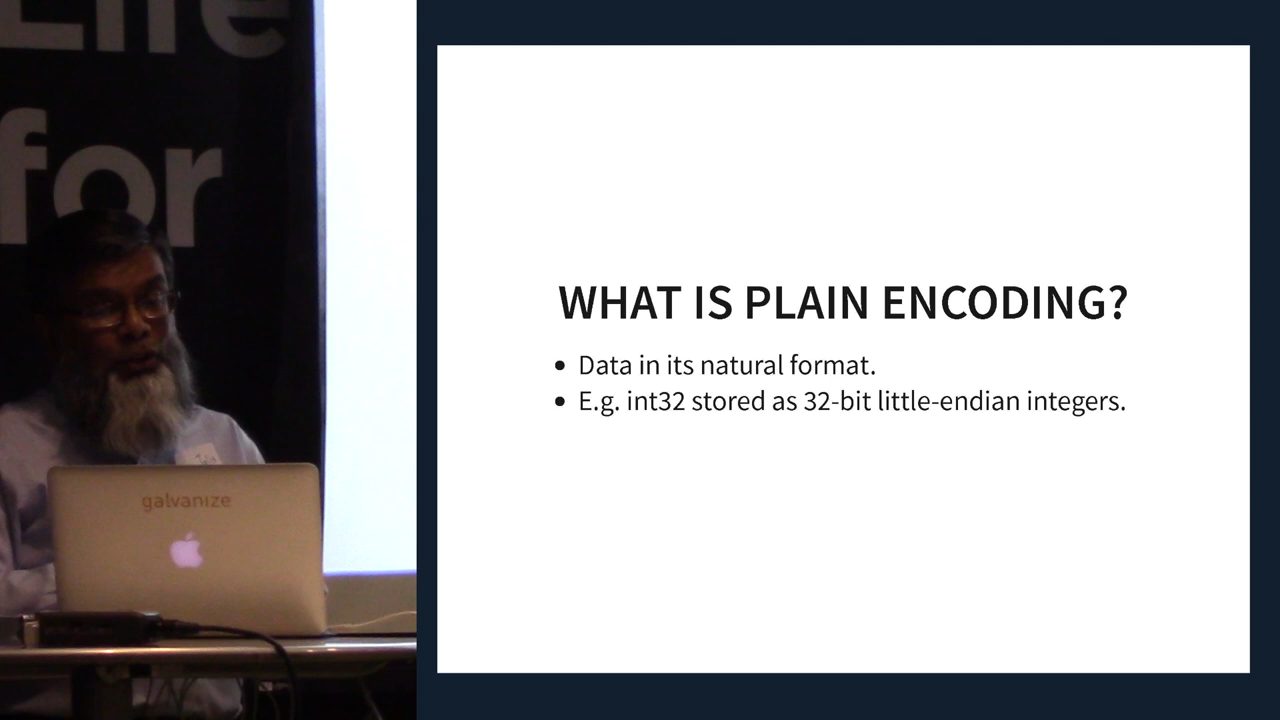 Life
for
galvanize
WHAT IS PLAIN ENCODING?
• Data in its natural format.
• E.g. int32 stored as 32-bit little-endian integers.